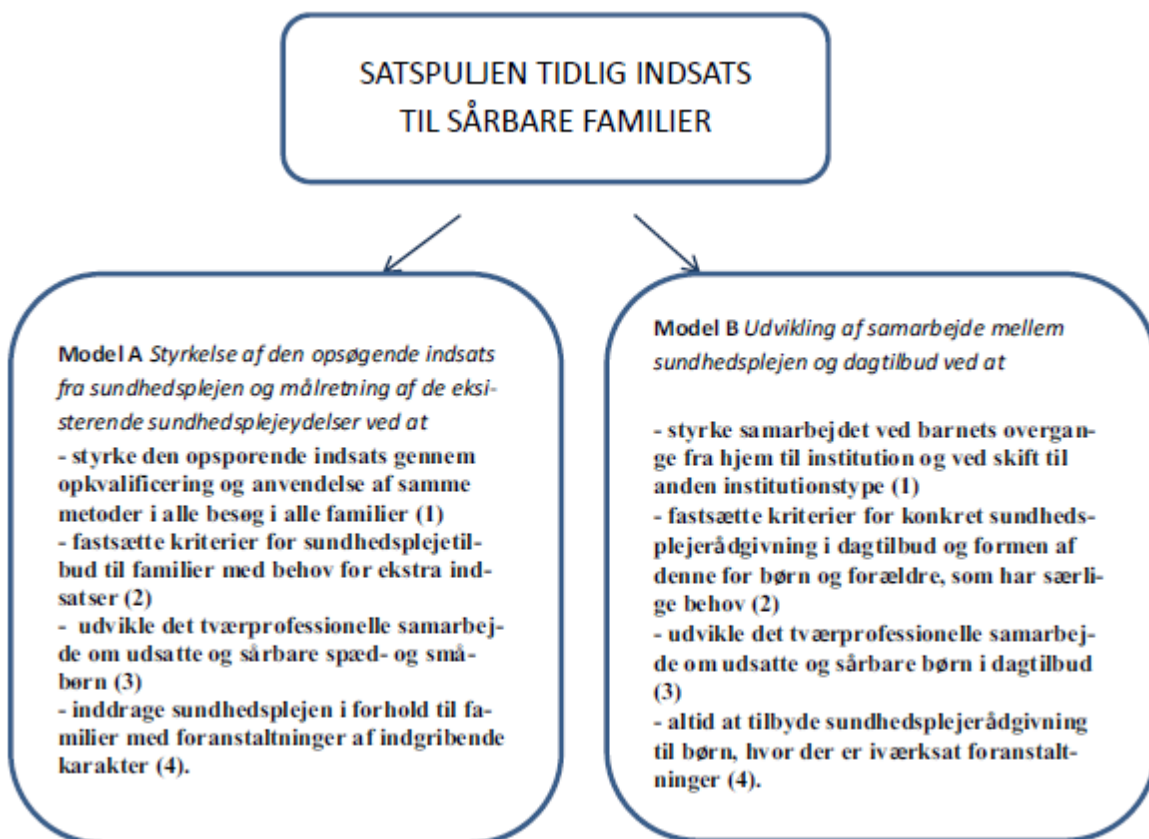 SATSPULJEN TIDLIG INDSATS
TIL SÅRBARE FAMILIER
Model A Styrkelse af den opsøgende indsats
fra sundhedsplejen og målretning af de eksi-
sterende sundhedsplejeydelser ved at
- styrke den opsporende indsats gennem
opkvalificering og anvendelse af samme
metoder i alle besøg i alle familier (1)
- fastsætte kriterier for sundhedsplejetil-
bud til familier med behov for ekstra ind-
satser (2)
- udvikle det tværprofessionelle samarbej-
de om udsatte og sårbare spæd- og små-
børn (3)
- inddrage sundhedsplejen i forhold til fa-
milier med foranstaltninger af indgribende
karakter (4).
Model B Udvikling af samarbejde mellem
sundhedsplejen og dagtilbud ved at
- styrke samarbejdet ved barnets overgan-
ge fra hjem til institution og ved skift til
anden institutionstype (1)
- fastsætte kriterier for konkret sundheds-
plejerådgivning i dagtilbud og formen af
denne for børn og forældre, som har særli-
ge behov (2)
- udvikle det tværprofessionelle samarbej-
de om udsatte og sårbare børn i dagtilbud
(3)
- altid at tilbyde sundhedsplejerådgivning
til børn, hvor der er iværksat foranstalt-
ninger (4).